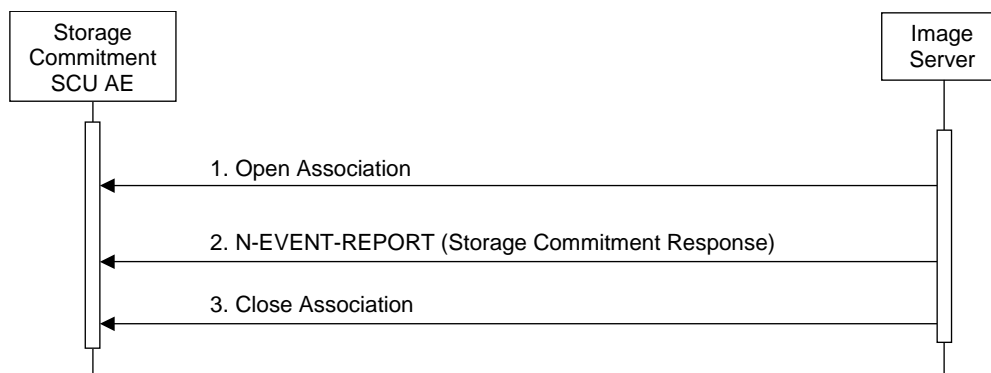 Storage
Commitment
SCU AE
Image
Server
1. Open Association
2. N-EVENT-REPORT (Storage Commitment Response)
3. Close Association